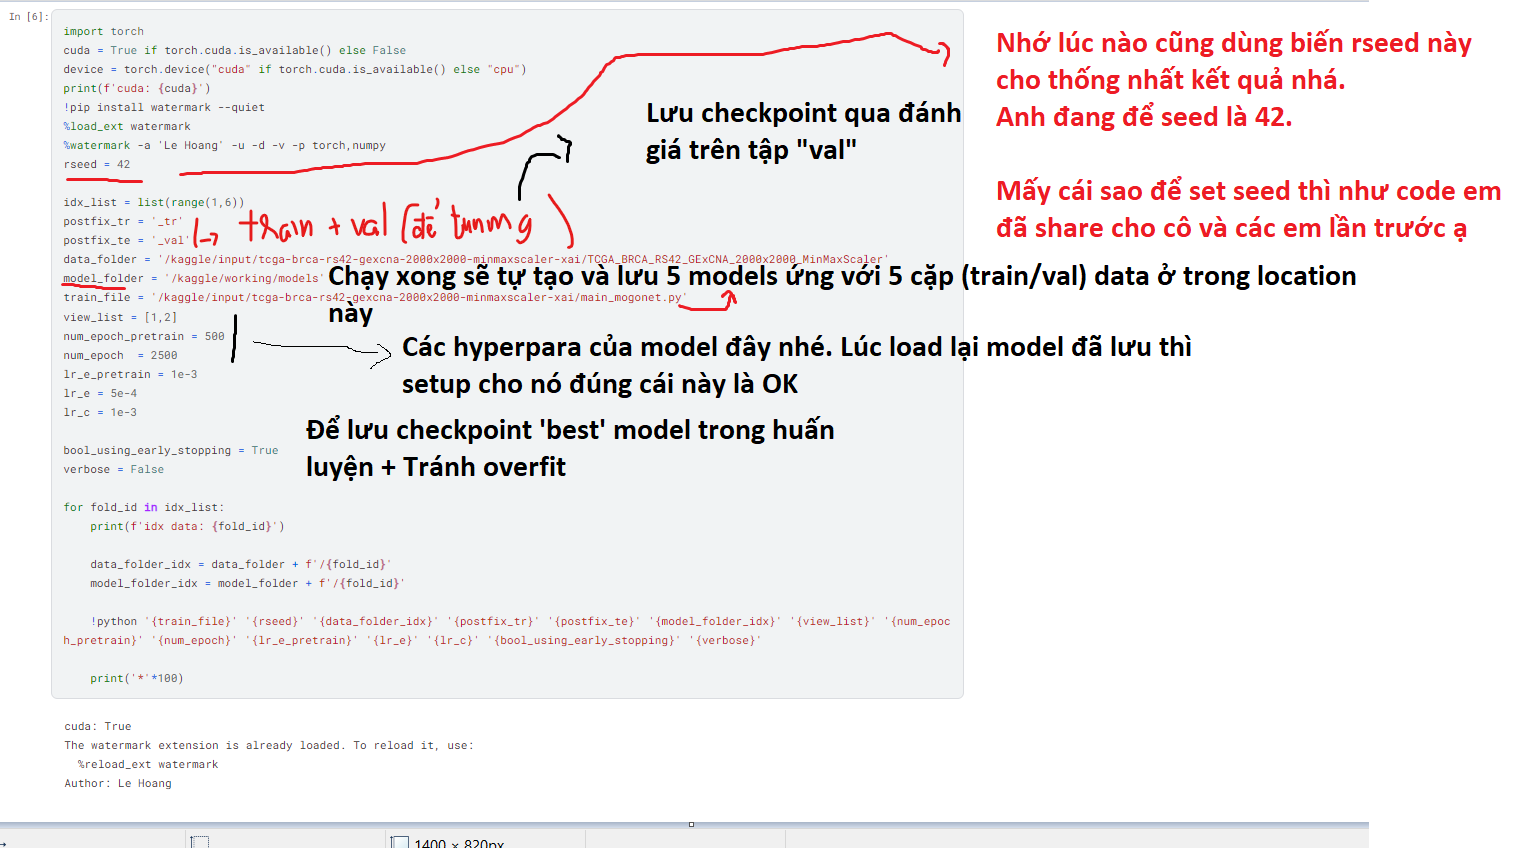 In [6]:
import torch
cuda = True if torch.cuda.is_available() else False
device = torch.device("cuda" if torch.cuda.is_available() else "cpu")
print(f'cuda: {cuda}')
!pip install watermark --quiet
%load_ext watermark
%watermark -a 'Le Hoang' -u -d -v -p torch,numpy
rseed = 42
Nhớ lúc nào cũng dùng biến rseed này
cho thống nhất kết quả nhá.
Anh đang để seed là 42.
Lưu checkpoint qua đánh
giá trên tập "val"
Mấy cái sao để set seed thì như code em
đã share cho cô và các em lần trước ạ
idx_list = list(range(1,6))
postfix_tr = '_tr'
postfix_te = '_val'
train + val (để tuning)
data_folder = '/kaggle/input/tcga-brca-rs42-gexcna-2000x2000-minmaxscaler-xai/TCGA_BRCA_RS42_GExCNA_2000x2000_MinMaxScaler'
model_folder = '/kaggle/working/models'
Chạy xong sẽ tự tạo và lưu 5 models ứng với 5 cặp (train/val) data ở trong location
này
train_file = '/kaggle/input/tcga-brca-rs42-gexcna-2000x2000-minmaxscaler-xai/main_mogonet.py'
view_list = [1,2]
num_epoch_pretrain = 500
num_epoch  = 2500
lr_e_pretrain = 1e-3
lr_e = 5e-4
lr_c = 1e-3
Các hyperpara của model đây nhé. Lúc load lại model đã lưu thì
setup cho nó đúng cái này là OK
bool_using_early_stopping = True
verbose = False
Để lưu checkpoint 'best' model trong huấn
luyện + Tránh overfit
for fold_id in idx_list:
    print(f'idx data: {fold_id}')
    data_folder_idx = data_folder + f'/{fold_id}'
    model_folder_idx = model_folder + f'/{fold_id}'
    !python '{train_file}' '{rseed}' '{data_folder_idx}' '{postfix_tr}' '{postfix_te}' '{model_folder_idx}' '{view_list}' '{num_epoc
h_pretrain}' '{num_epoch}' '{lr_e_pretrain}' '{lr_e}' '{lr_c}' '{bool_using_early_stopping}' '{verbose}'
    print('*'*100)
cuda: True
The watermark extension is already loaded. To reload it, use:
  %reload_ext watermark
Author: Le Hoang
1400 × 820px